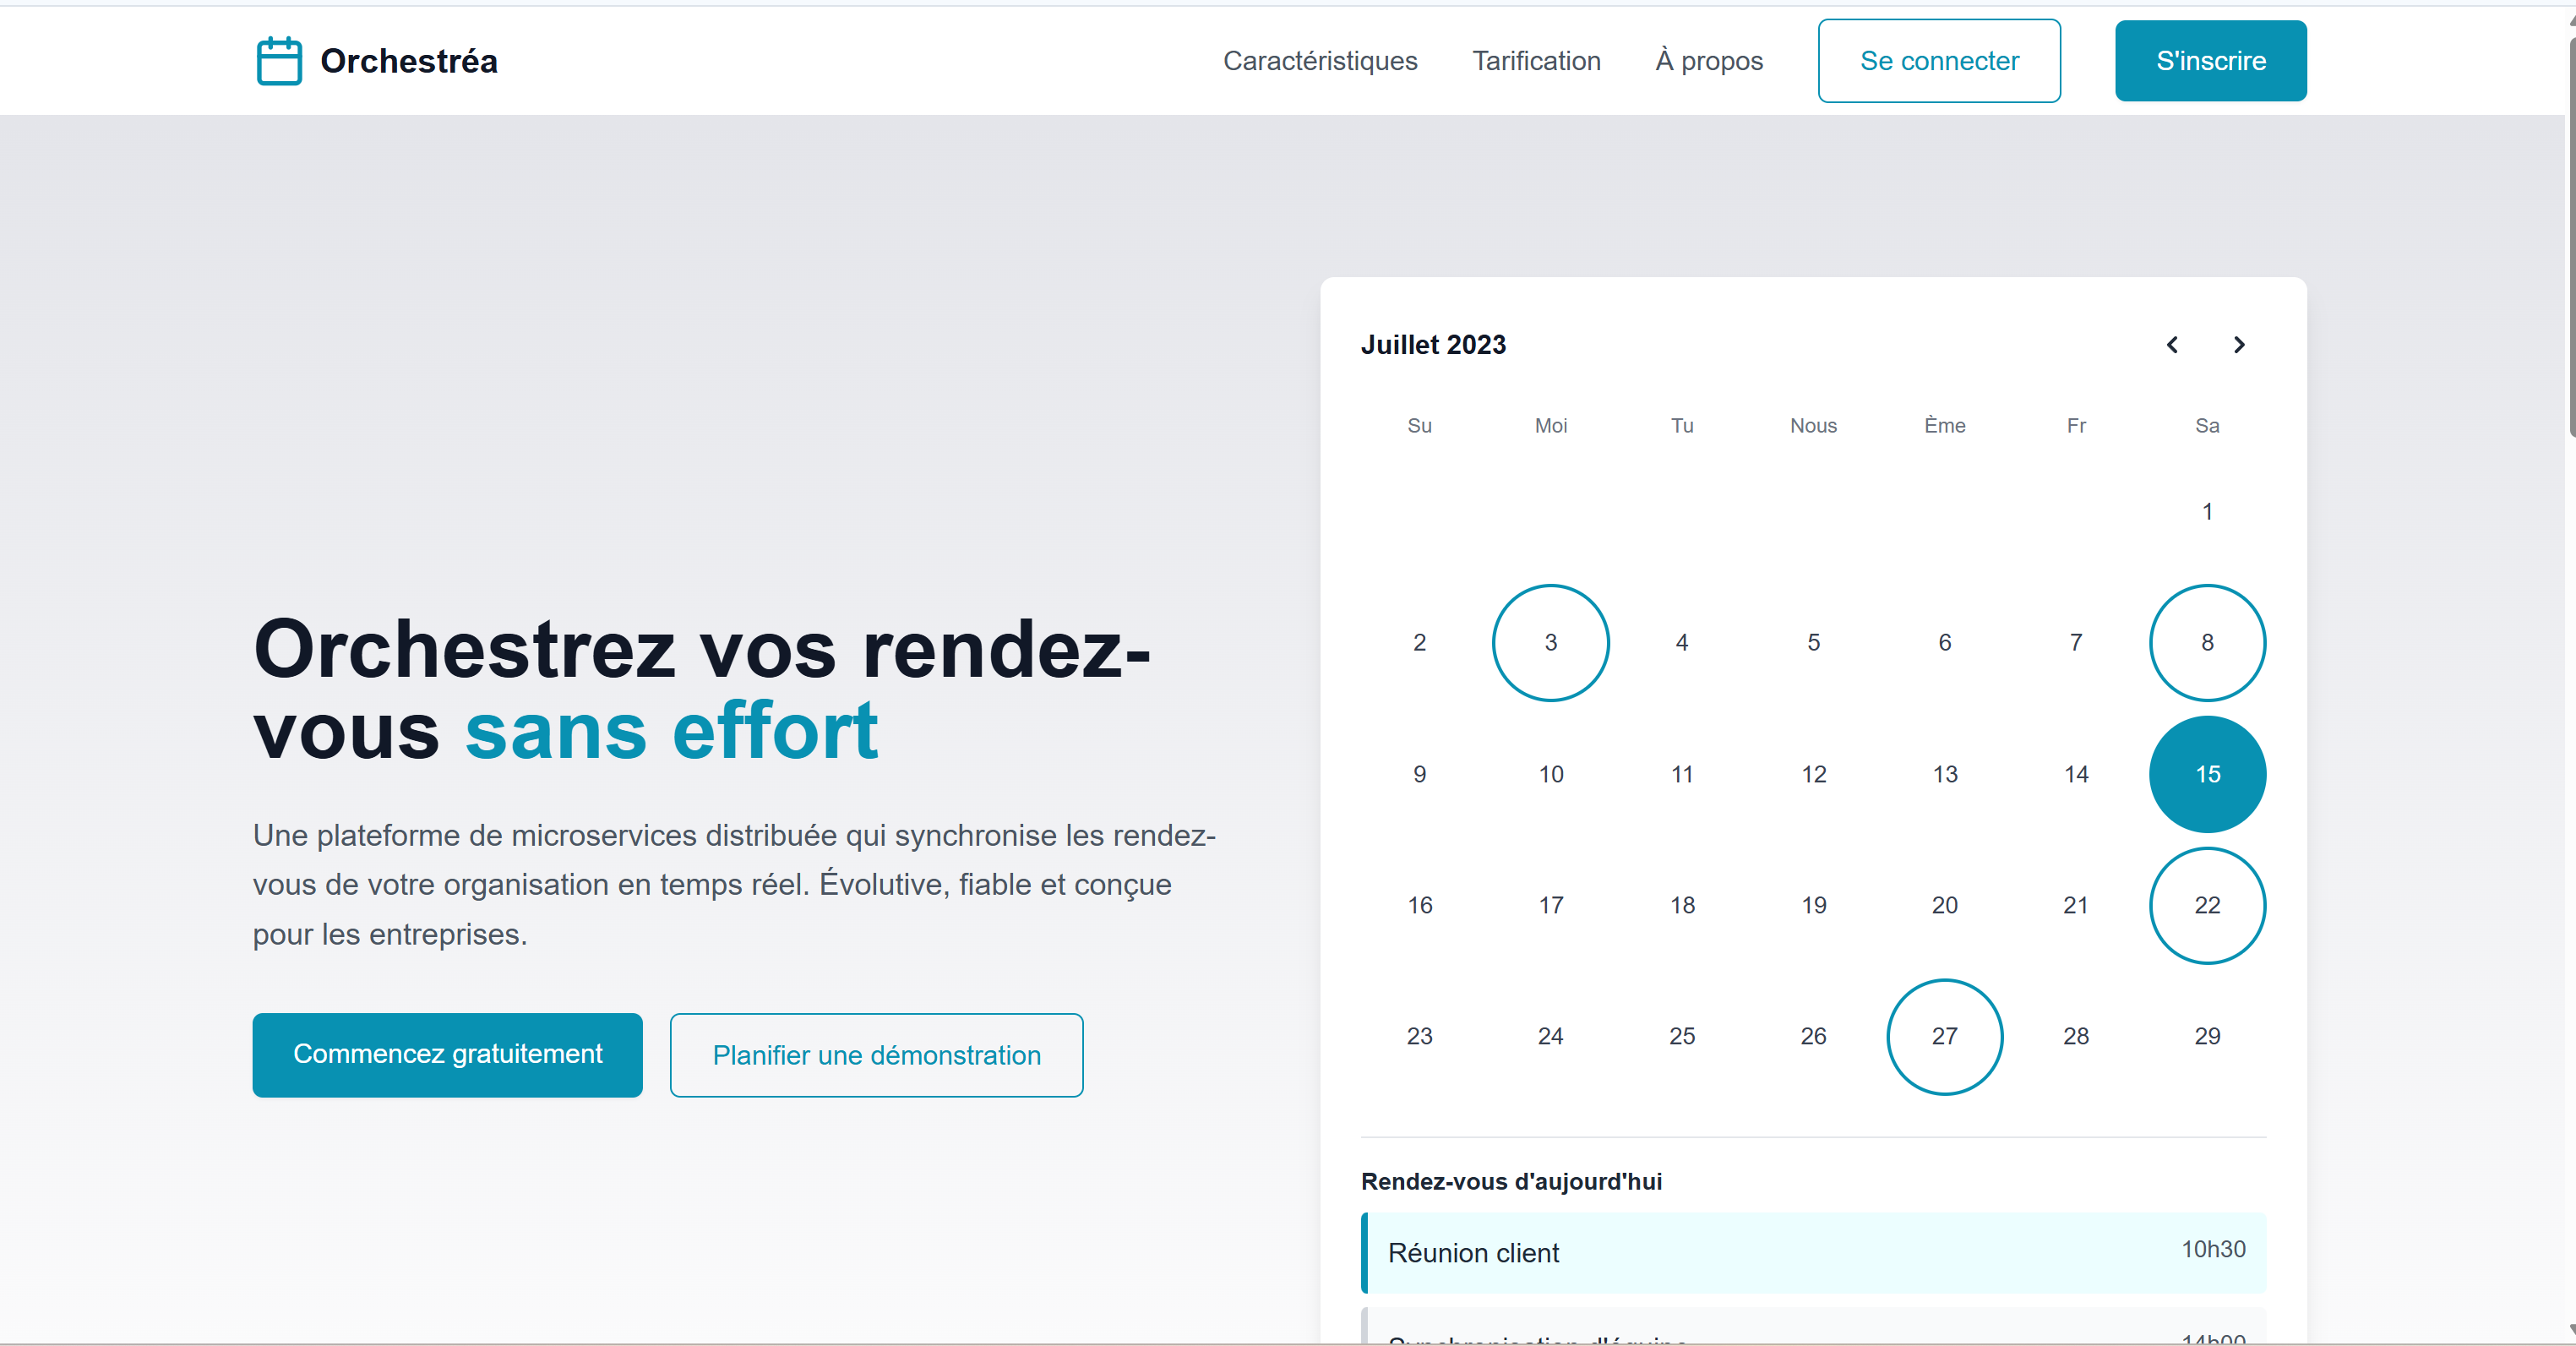 Orchestréa
Caractéristiques
Tarification
À propos
Se connecter
S'inscrire
Orchestrez vos rendez-
vous sans effort
Une plateforme de microservices distribuée qui synchronise les rendez-
vous de votre organisation en temps réel. Évolutive, fiable et conçue
pour les entreprises.
Commencez gratuitement
Planifier une démonstration
Juillet 2023
Su Moi Tu Nous Ème Fr Sa
1
2 3 4 5 6 7 8
9 10 11 12 13 14 15
16 17 18 19 20 21 22
23 24 25 26 27 28 29
Rendez-vous d'aujourd'hui
Réunion client 10h30
Synchronisation d'équipe 14h00